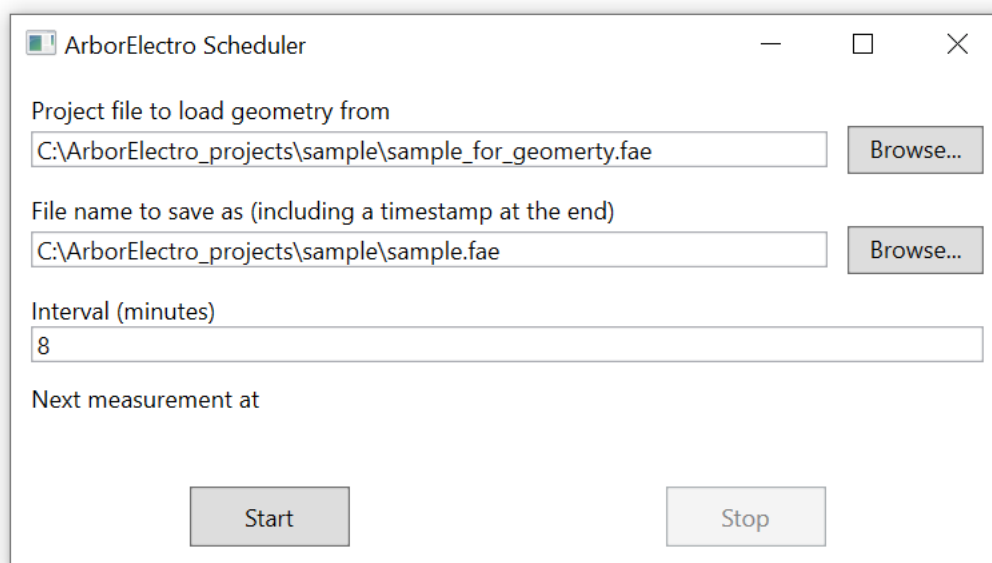 ArborElectro Scheduler
Project file to load geometry from
C:\ArborElectro_projects\sample\sample_for_geomerty.fae
Browse...
File name to save as (including a timestamp at the end)
C:\ArborElectro_projects\sample\sample.fae
Browse...
Interval (minutes)
8
Next measurement at
Start
Stop